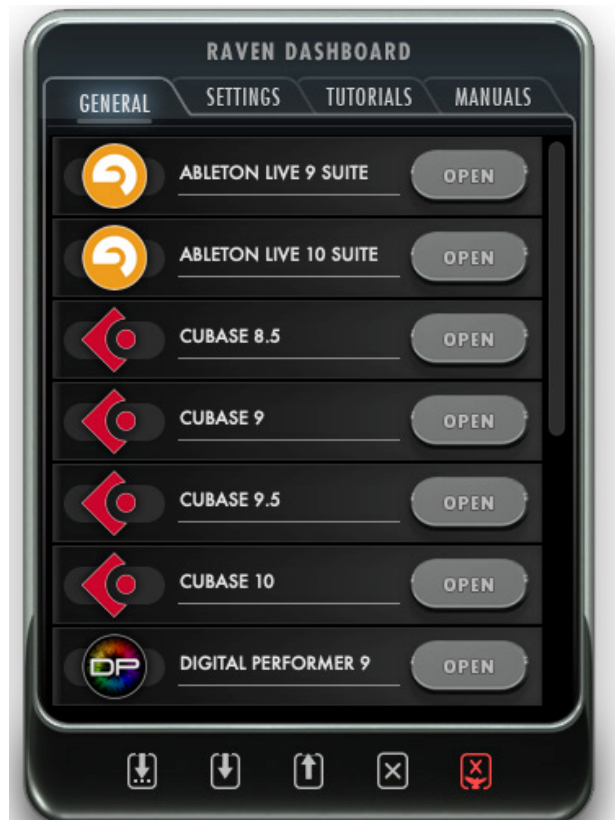 RAVEN DASHBOARD
GENERAL SETTINGS TUTORIALS MANUALS
ABLETON LIVE 9 SUITE OPEN
ABLETON LIVE 10 SUITE OPEN
CUBASE 8.5 OPEN
CUBASE 9 OPEN
CUBASE 9.5 OPEN
CUBASE 10 OPEN
DP DIGITAL PERFORMER 9 OPEN